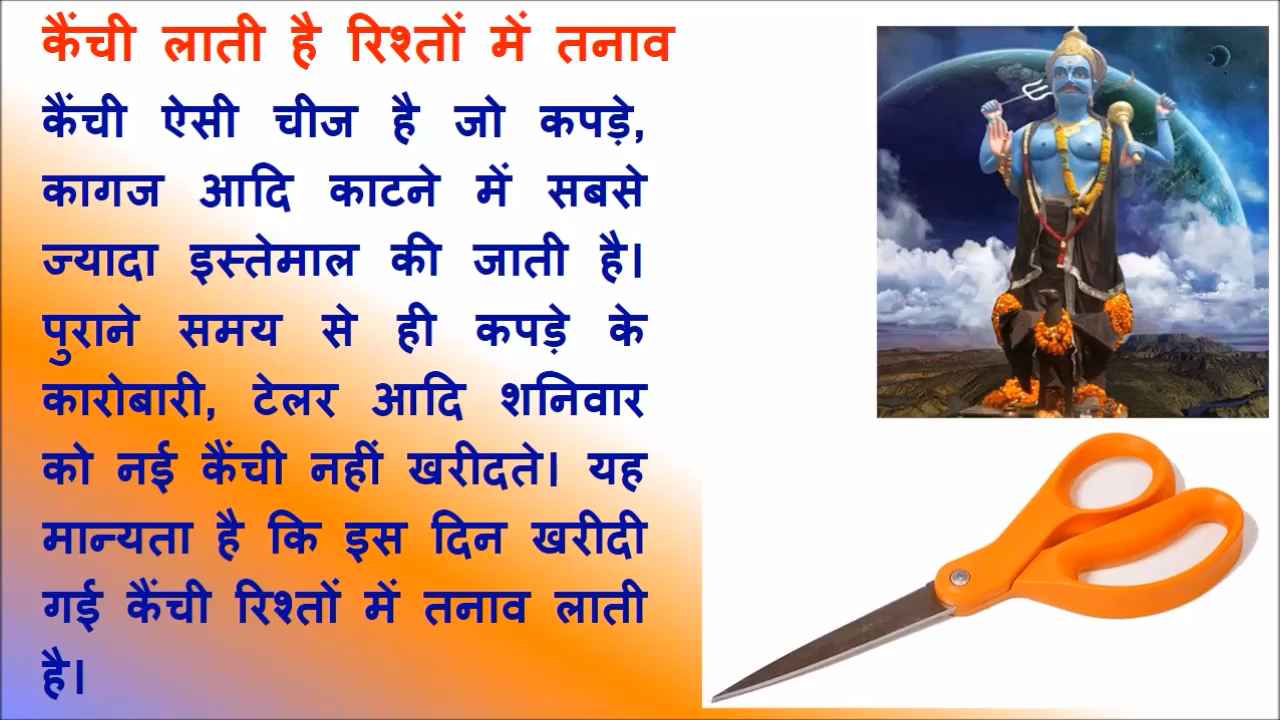 कैंची लाती है रिश्तों में तनाव
कैंची ऐसी चीज है जो कपड़े,
कागज आदि काटने में सबसे
ज्यादा इस्तेमाल की जाती है।
पुराने समय से ही कपड़े के
कारोबारी, टेलर आदि शनिवार
को नई कैंची नहीं खरीदते। यह
मान्यता है कि इस दिन खरीदी
गई कैंची रिश्तों में तनाव लाती
है।